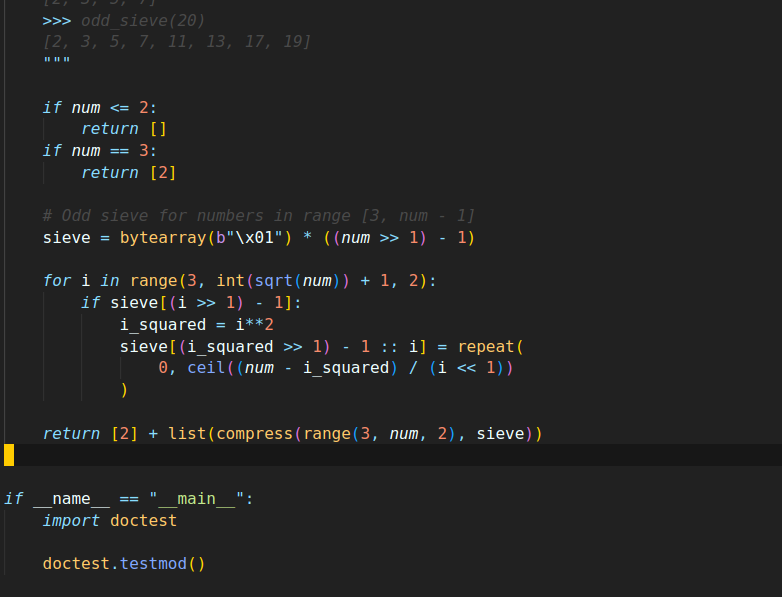 [2, 3, 5, 7]
>>> odd_sieve(20)
[2, 3, 5, 7, 11, 13, 17, 19]
"""
if num <= 2:
return []
if num == 3:
return [2]
# Odd sieve for numbers in range [3, num - 1]
sieve = bytearray(b"\x01") * ((num >> 1) - 1)
for i in range(3, int(sqrt(num)) + 1, 2):
if sieve[(i >> 1) - 1]:
i_squared = i**2
sieve[(i_squared >> 1) - 1 :: i] = repeat(
0, ceil((num - i_squared) / (i << 1))
)
return [2] + list(compress(range(3, num, 2), sieve))
if __name__ == "__main__":
import doctest
doctest.testmod()